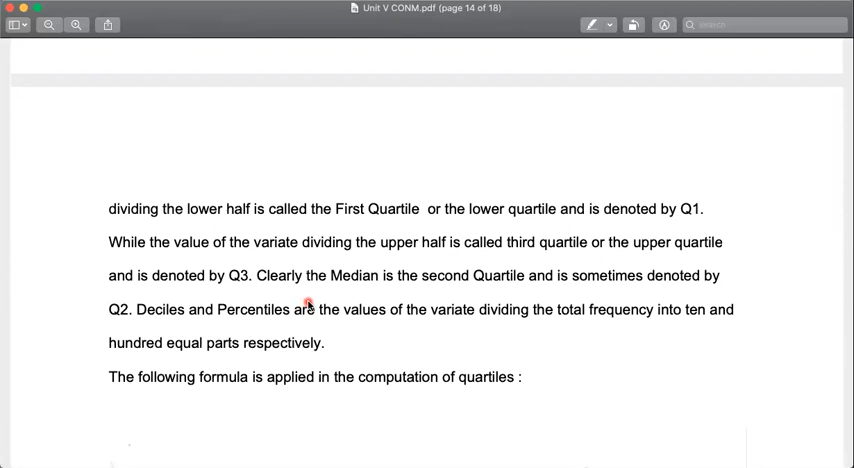 Unit V CONM.pdf (page 14 of 18)
Search
dividing the lower half is called the First Quartile or the lower quartile and is denoted by Q1.
While the value of the variate dividing the upper half is called third quartile or the upper quartile
and is denoted by Q3. Clearly the Median is the second Quartile and is sometimes denoted by
Q2. Deciles and Percentiles are the values of the variate dividing the total frequency into ten and
hundred equal parts respectively.
The following formula is applied in the computation of quartiles :